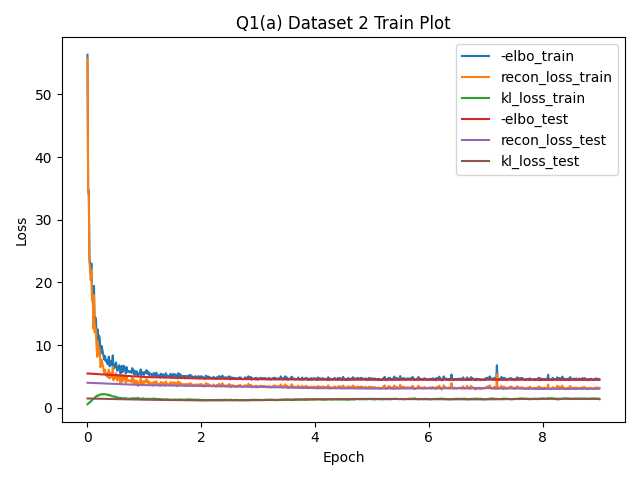 Q1(a) Dataset 2 Train Plot
-elbo_train
recon_loss_train
kl_loss_train
-elbo_test
recon_loss_test
kl_loss_test
Loss
50
40
30
20
10
0
0 2 4 6 8
Epoch